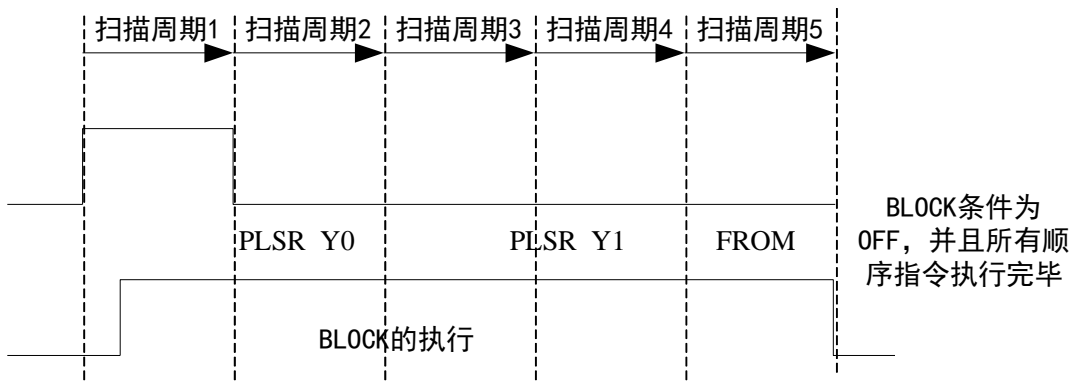 扫描周期1 扫描周期2 扫描周期3 扫描周期4 扫描周期5
PLSR Y0 PLSR Y1 FROM
BLOCK条件为
OFF，并且所有顺
序指令执行完毕
BLOCK的执行